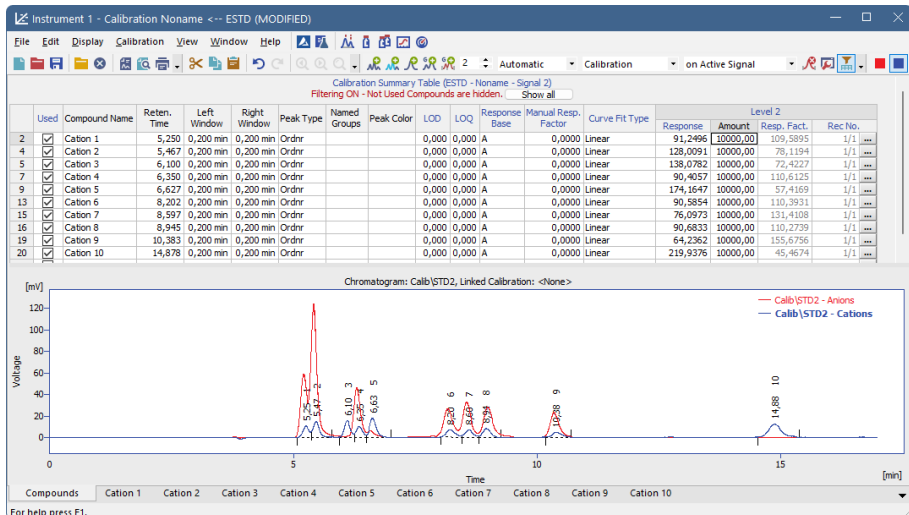 Instrument 1 - Calibration Noname <-- ESTD (MODIFIED)
File Edit Display Calibration View Window Help
2 Automatic Calibration on Active Signal
Calibration Summary Table (ESTD - Noname - Signal 2)
Filtering ON - Not Used Compounds are hidden. Show all
Used Compound Name Reten. Time Left Window Right Window Peak Type Named Groups Peak Color LOD LOQ Response Base Manual Resp. Factor Curve Fit Type Level 2
Response Amount Resp. Fact. Rec No.
2 Cation 1 5,250 0,200 min 0,200 min Ordnr 0,000 0,000 A 0,0000 Linear 91,2496 10000,00 109,5895 1/1 ...
4 Cation 2 5,467 0,200 min 0,200 min Ordnr 0,000 0,000 A 0,0000 Linear 128,0091 10000,00 78,1194 1/1 ...
5 Cation 3 6,100 0,200 min 0,200 min Ordnr 0,000 0,000 A 0,0000 Linear 138,0782 10000,00 72,4227 1/1 ...
7 Cation 4 6,350 0,200 min 0,200 min Ordnr 0,000 0,000 A 0,0000 Linear 90,4057 10000,00 110,6125 1/1 ...
9 Cation 5 6,627 0,200 min 0,200 min Ordnr 0,000 0,000 A 0,0000 Linear 174,1647 10000,00 57,4169 1/1 ...
13 Cation 6 8,202 0,200 min 0,200 min Ordnr 0,000 0,000 A 0,0000 Linear 90,5854 10000,00 110,3931 1/1 ...
15 Cation 7 8,597 0,200 min 0,200 min Ordnr 0,000 0,000 A 0,0000 Linear 76,0973 10000,00 131,4108 1/1 ...
16 Cation 8 8,945 0,200 min 0,200 min Ordnr 0,000 0,000 A 0,0000 Linear 90,6833 10000,00 110,2739 1/1 ...
19 Cation 9 10,383 0,200 min 0,200 min Ordnr 0,000 0,000 A 0,0000 Linear 64,2362 10000,00 155,6756 1/1 ...
20 Cation 10 14,878 0,200 min 0,200 min Ordnr 0,000 0,000 A 0,0000 Linear 219,9376 10000,00 45,4674 1/1 ...
Chromatogram: Calib\STD2, Linked Calibration: <None>
[mV]
Calib\STD2 - Anions
Calib\STD2 - Cations
120
100
80
60
40
20
0
Voltage
5,25 1
5,47 2
6,10 3
6,35 4
6,63 5
8,20 6
8,60 7
8,94 8
10,38 9
14,88 10
0 5 10 15 [min]
Time
Compounds Cation 1 Cation 2 Cation 3 Cation 4 Cation 5 Cation 6 Cation 7 Cation 8 Cation 9 Cation 10
For help press F1.